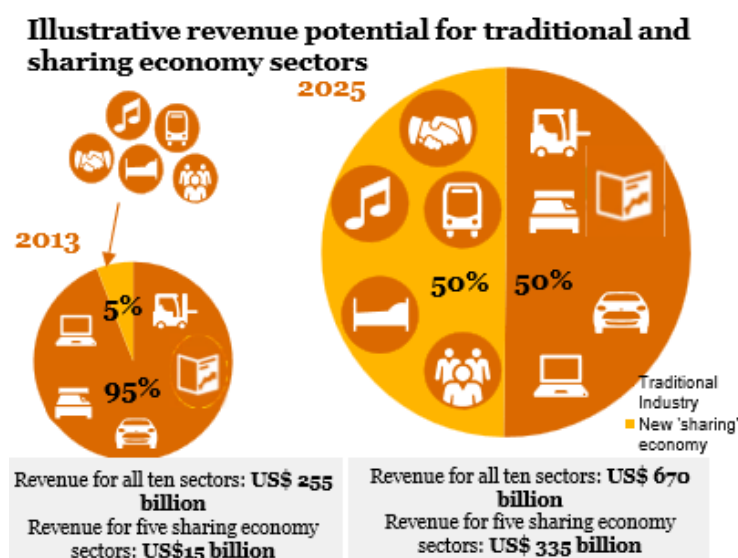 Illustrative revenue potential for traditional and
sharing economy sectors
2025
2013
5%
95%
50%
50%
Traditional
Industry
New 'sharing'
economy
Revenue for all ten sectors: US$ 255
billion
Revenue for five sharing economy
sectors: US$15 billion
Revenue for all ten sectors: US$ 670
billion
Revenue for five sharing economy
sectors: US$ 335 billion